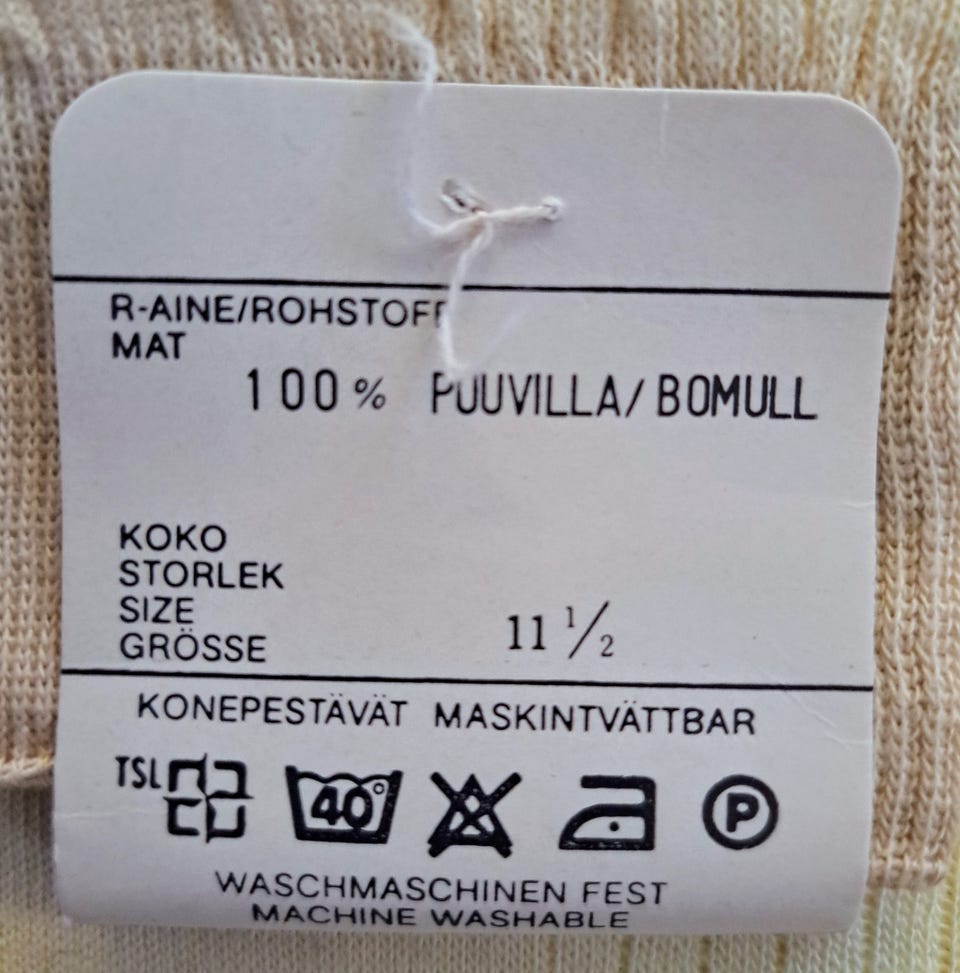 R-AINE/ROHSTOFF
MAT
100% PUUVILLA/BOMULL
KOKO
STORLEK
SIZE
GRÖSSE
11 1/2
KONEPESTÄVÄT MASKINTVÄTTBAR
TSL 40° P
WASCHMASCHINEN FEST
MACHINE WASHABLE